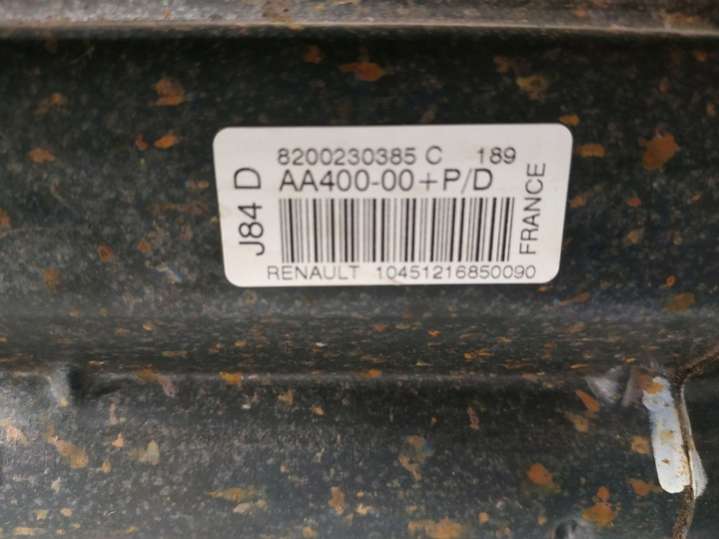 J84 D
8200230385 C 189
AA400-00+P/D
FRANCE
RENAULT 10451216850090